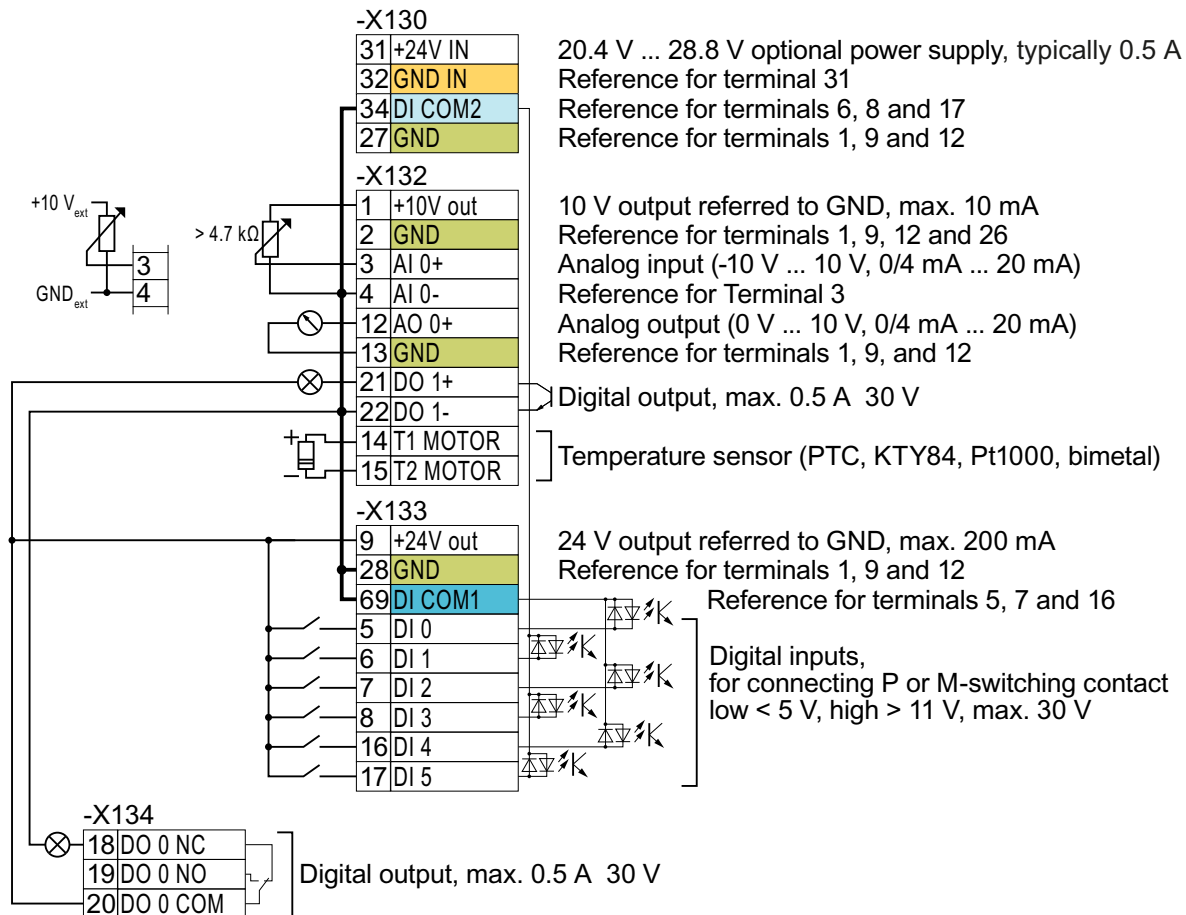 -X130
31 +24V IN 20.4 V ... 28.8 V optional power supply, typically 0.5 A
32 GND IN Reference for terminal 31
34 DI COM2 Reference for terminals 6, 8 and 17
27 GND Reference for terminals 1, 9 and 12
-X132
+10 Vext
3
GNDext
4
> 4.7 kΩ
1 +10V out 10 V output referred to GND, max. 10 mA
2 GND Reference for terminals 1, 9, 12 and 26
3 AI 0+ Analog input (-10 V ... 10 V, 0/4 mA ... 20 mA)
4 AI 0- Reference for Terminal 3
12 AO 0+ Analog output (0 V ... 10 V, 0/4 mA ... 20 mA)
13 GND Reference for terminals 1, 9, and 12
21 DO 1+
Digital output, max. 0.5 A 30 V
22 DO 1-
+
14 T1 MOTOR
Temperature sensor (PTC, KTY84, Pt1000, bimetal)
–
15 T2 MOTOR
-X133
9 +24V out 24 V output referred to GND, max. 200 mA
28 GND Reference for terminals 1, 9 and 12
69 DI COM1 Reference for terminals 5, 7 and 16
5 DI 0
6 DI 1
7 DI 2
8 DI 3
16 DI 4
17 DI 5
Digital inputs,
for connecting P or M-switching contact
low < 5 V, high > 11 V, max. 30 V
-X134
18 DO 0 NC
19 DO 0 NO
20 DO 0 COM
Digital output, max. 0.5 A 30 V